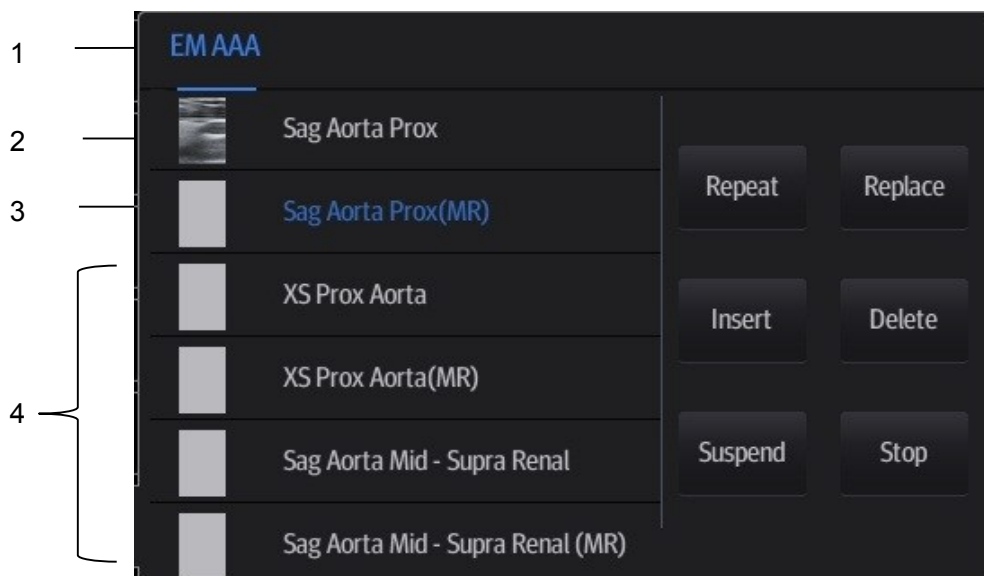 1
EM AAA
2
Sag Aorta Prox
3
Sag Aorta Prox(MR)
Repeat
Replace
4
XS Prox Aorta
XS Prox Aorta(MR)
Insert
Delete
Sag Aorta Mid - Supra Renal
Suspend
Stop
Sag Aorta Mid - Supra Renal (MR)